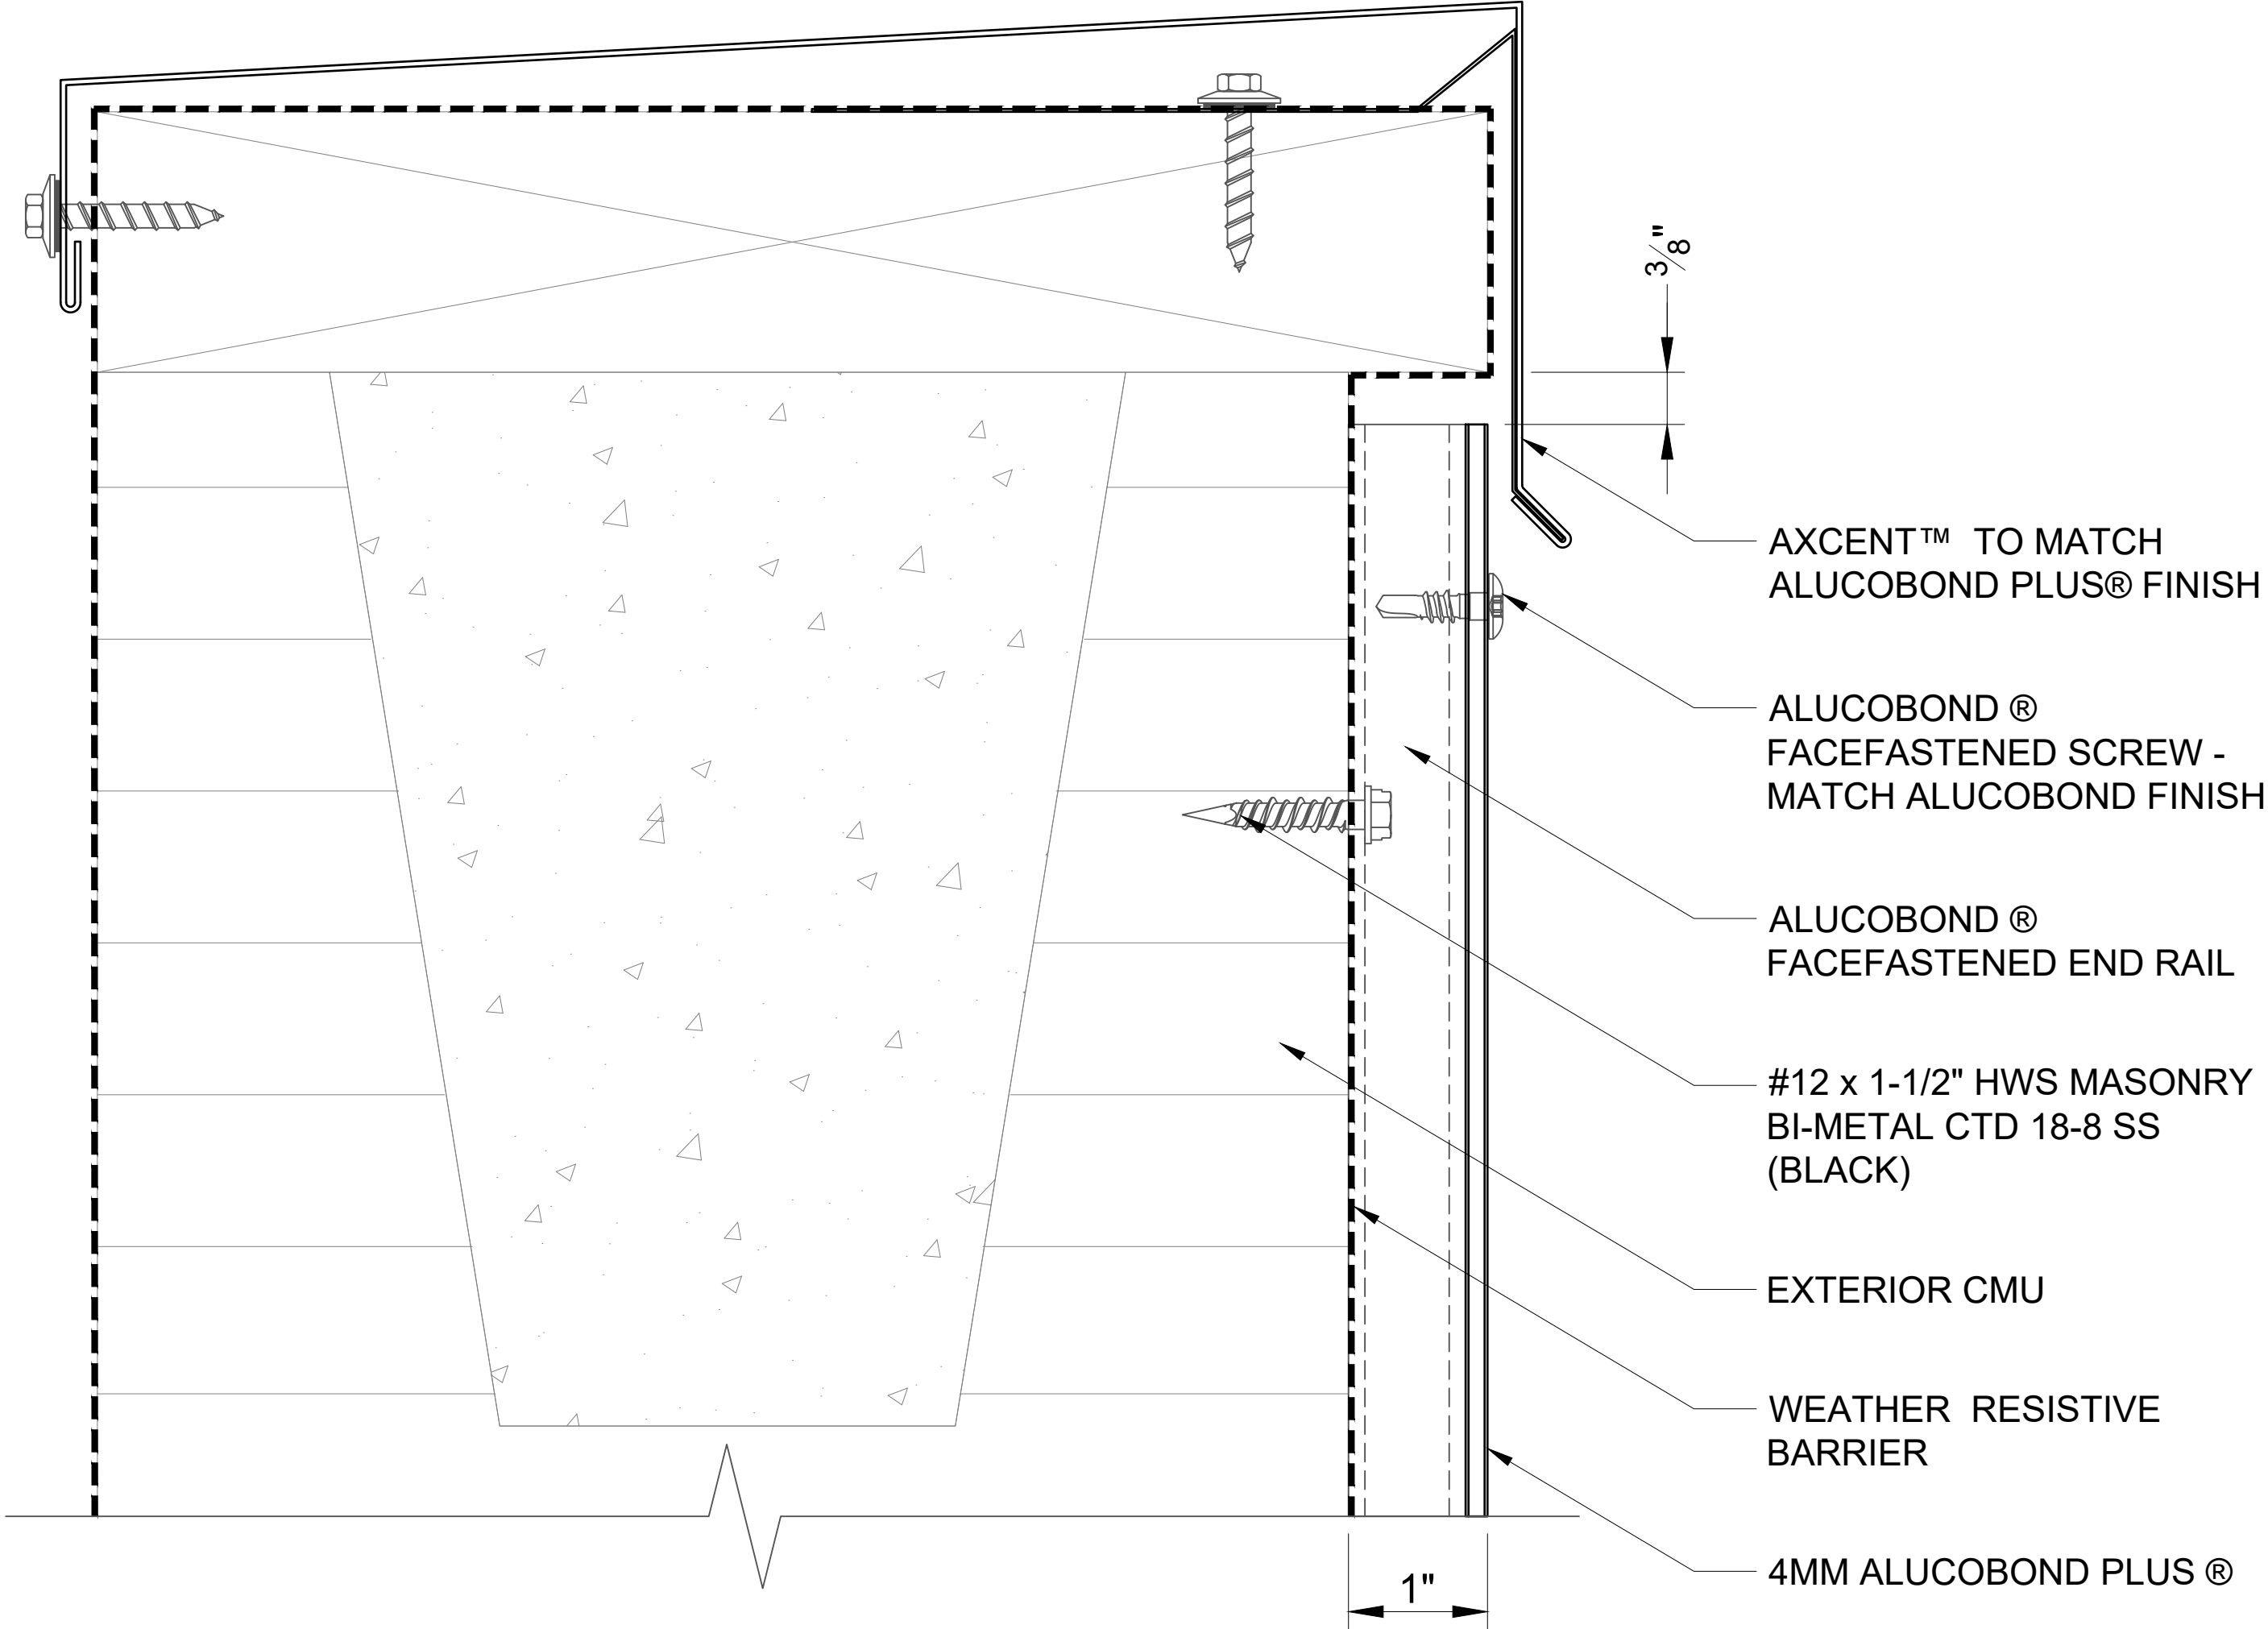 3/8"
AXCENT™ TO MATCH
ALUCOBOND PLUS® FINISH
ALUCOBOND ®
FACEFASTENED SCREW -
MATCH ALUCOBOND FINISH
ALUCOBOND ®
FACEFASTENED END RAIL
#12 x 1-1/2" HWS MASONRY
BI-METAL CTD 18-8 SS
(BLACK)
EXTERIOR CMU
WEATHER RESISTIVE
BARRIER
4MM ALUCOBOND PLUS ®
1"